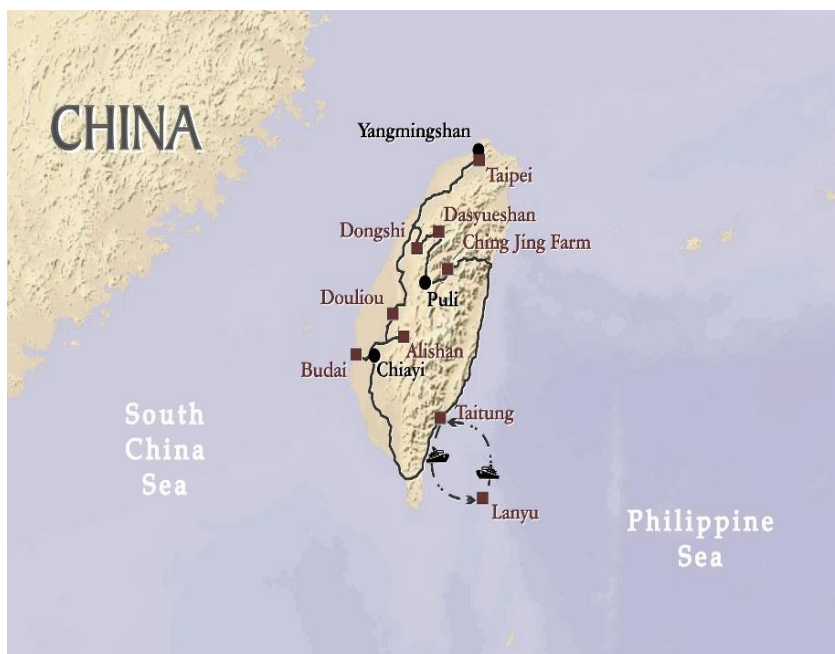 CHINA
Yangmingshan
Taipei
Dasyueshan
Dongshi
Ching Jing Farm
Puli
Douliou
Alishan
Budai
Chiayi
Taitung
South
China
Sea
Lanyu
Philippine
Sea